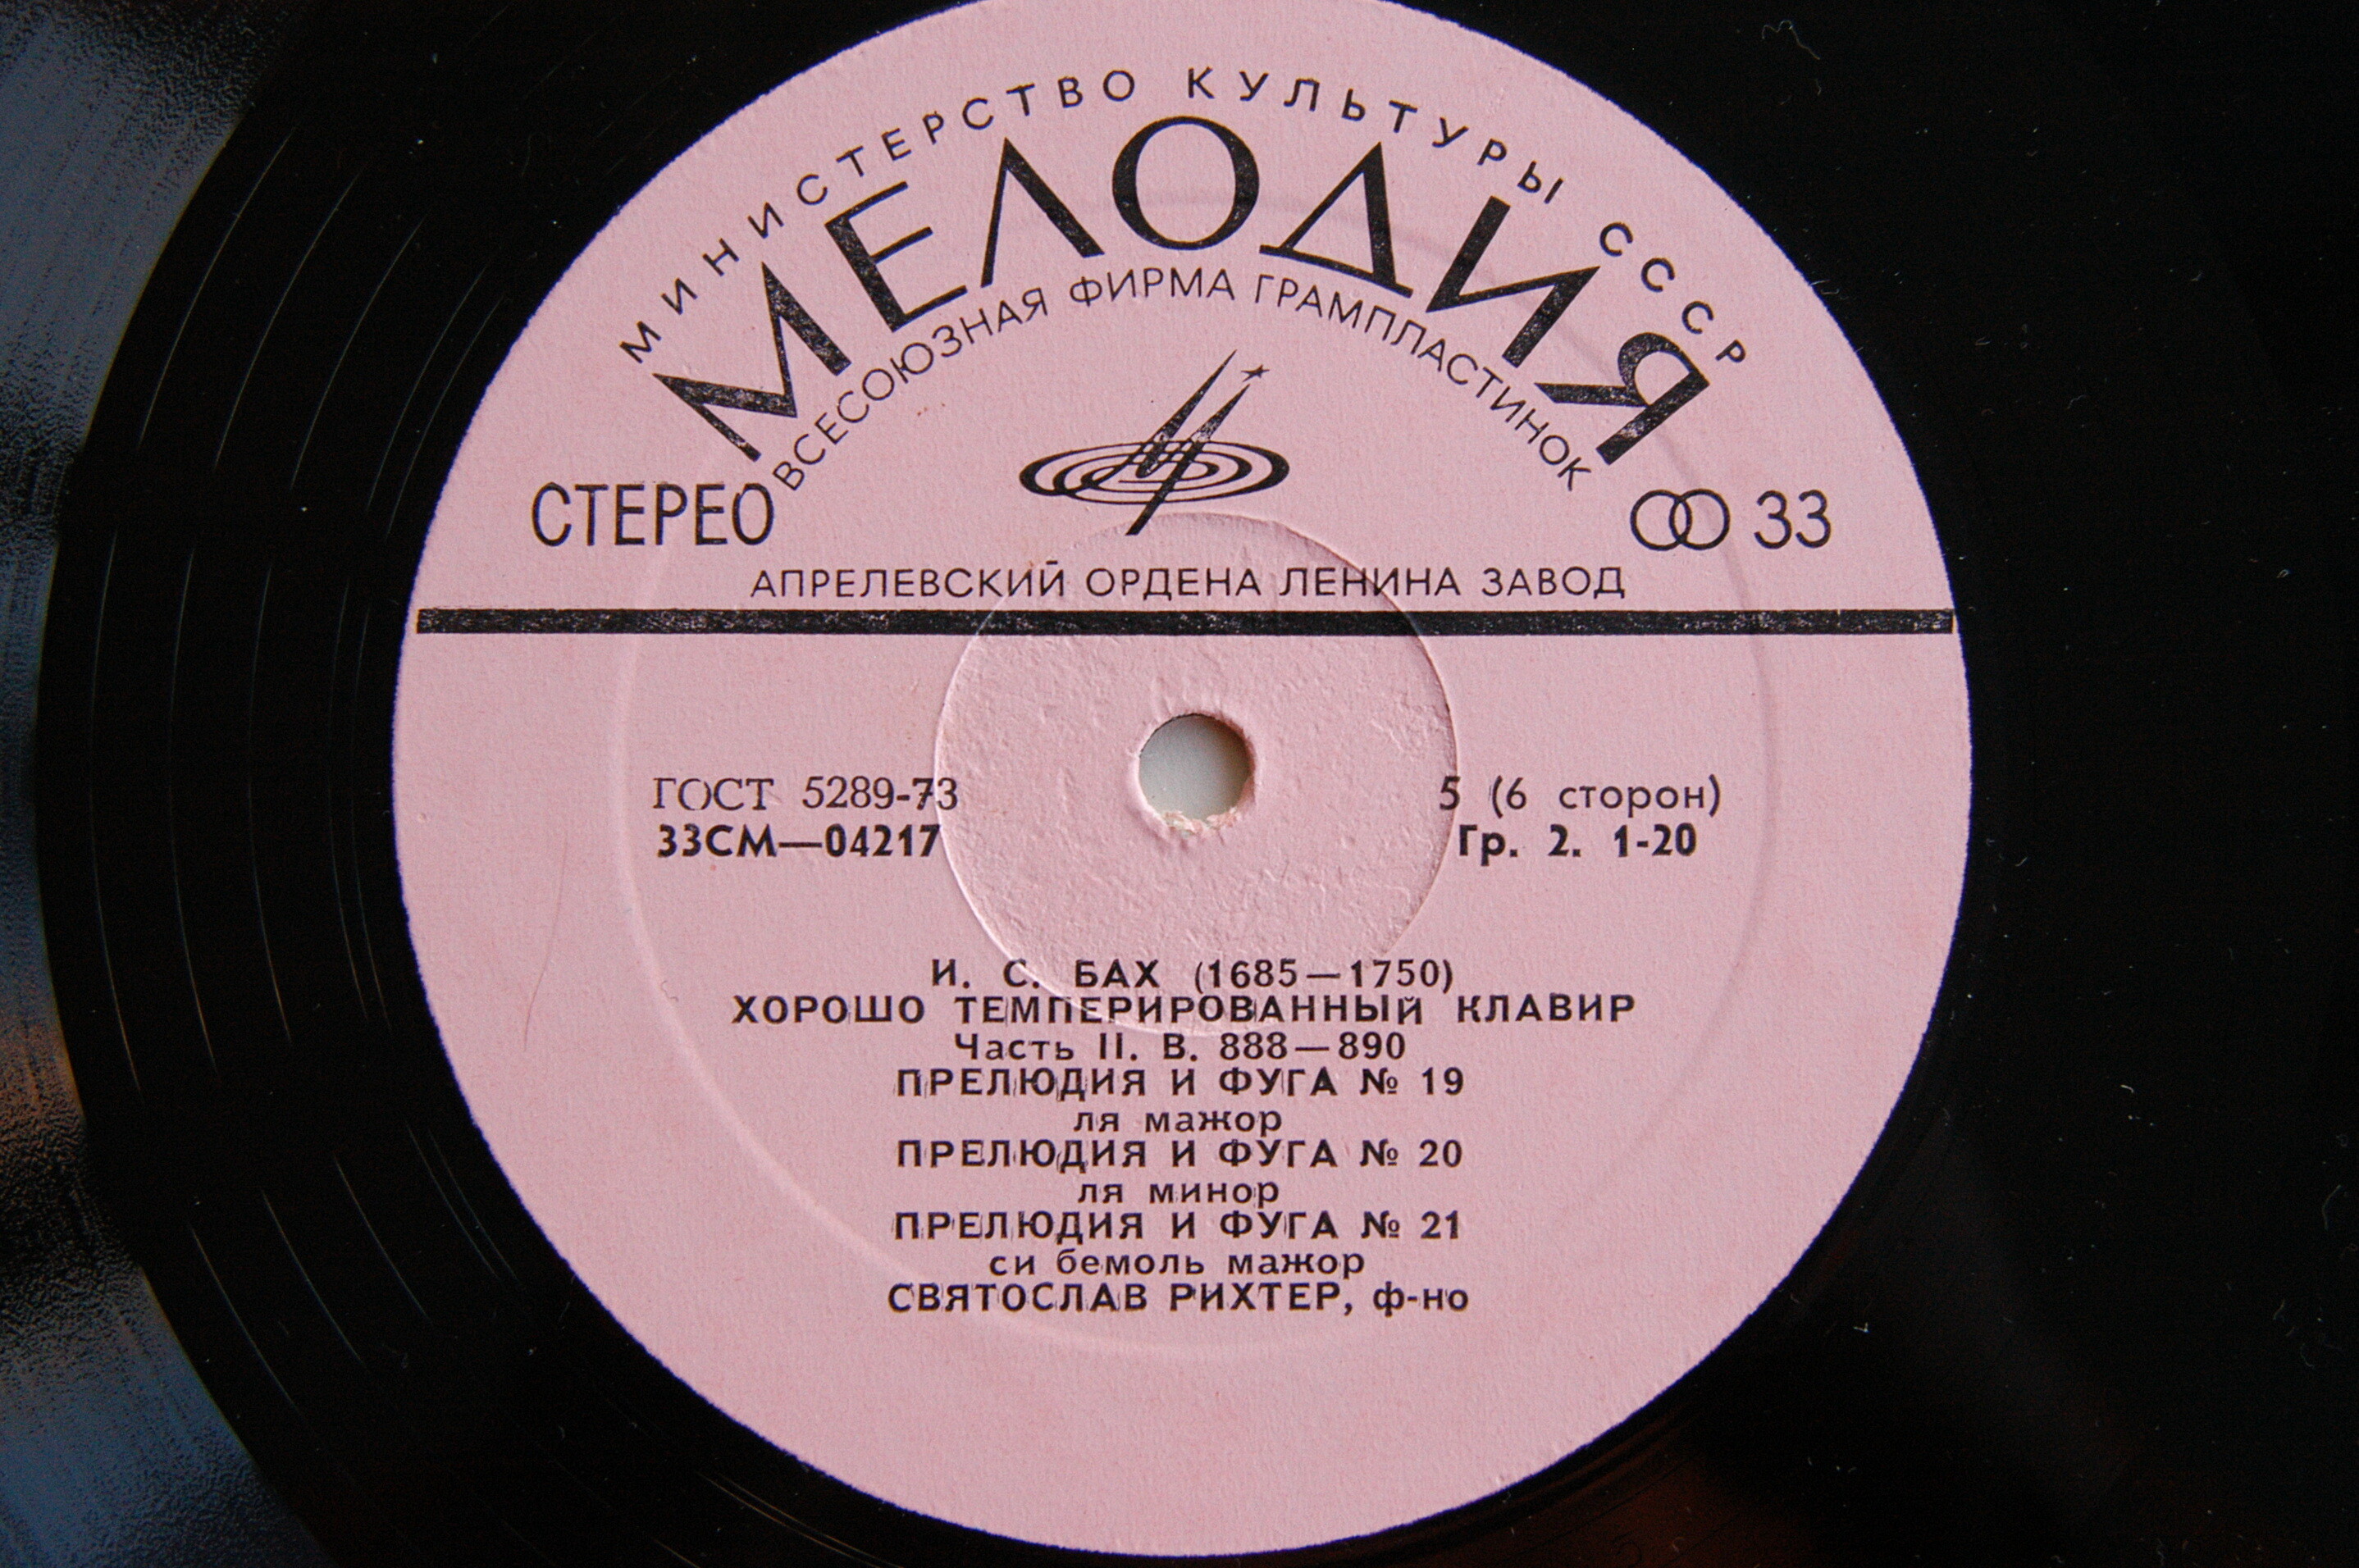 МИНИСТЕРСТВО КУЛЬТУРЫ СССР
МЕЛОДИЯ
ВСЕСОЮЗНАЯ ФИРМА ГРАМПЛАСТИНОК
СТЕРЕО
33
АПРЕЛЕВСКИЙ ОРДЕНА ЛЕНИНА ЗАВОД
ГОСТ 5289-73
5 (6 сторон)
33СМ—04217
Гр. 2. 1-20
И. С. БАХ (1685—1750)
ХОРОШО ТЕМПЕРИРОВАННЫЙ КЛАВИР
Часть II. В. 888—890
ПРЕЛЮДИЯ И ФУГА № 19
ля мажор
ПРЕЛЮДИЯ И ФУГА № 20
ля минор
ПРЕЛЮДИЯ И ФУГА № 21
си бемоль мажор
СВЯТОСЛАВ РИХТЕР, ф-но